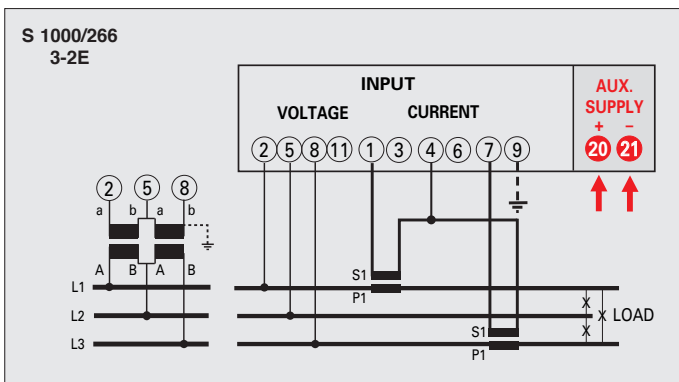 S 1000/266
3-2E
INPUT
VOLTAGE CURRENT
AUX.
SUPPLY
+ −
2 5 8 11 1 3 4 6 7 9 20 21
2 5 8
a b a b
A B A B
S1
P1
L1
L2
L3
S1
P1
X
X X
LOAD